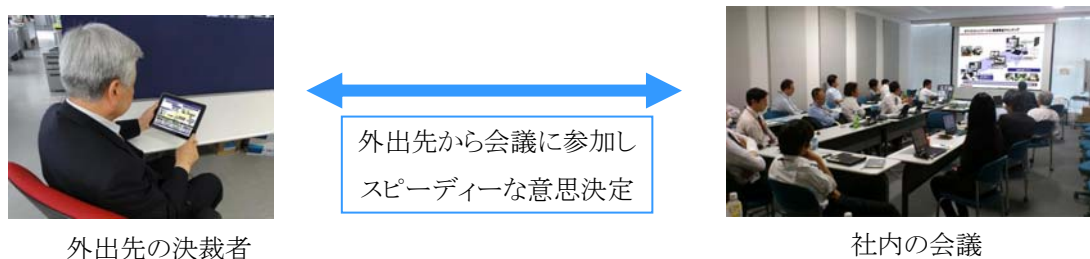 外出先から会議に参加し
スピーディーな意思決定
外出先の決裁者
社内の会議